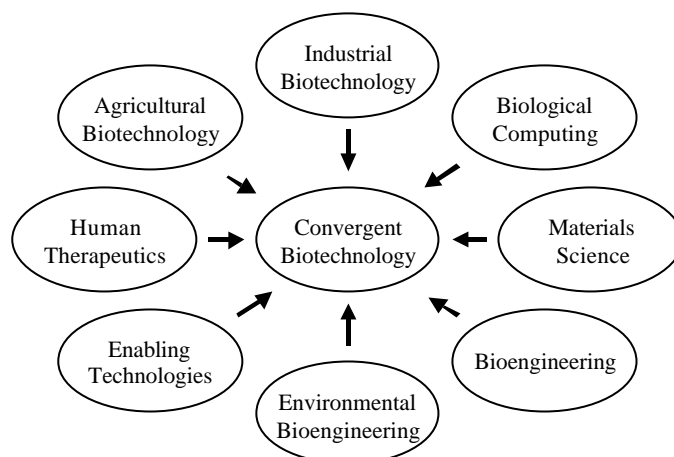 Industrial
Biotechnology
Agricultural
Biotechnology
Biological
Computing
Human
Therapeutics
Convergent
Biotechnology
Materials
Science
Enabling
Technologies
Bioengineering
Environmental
Bioengineering